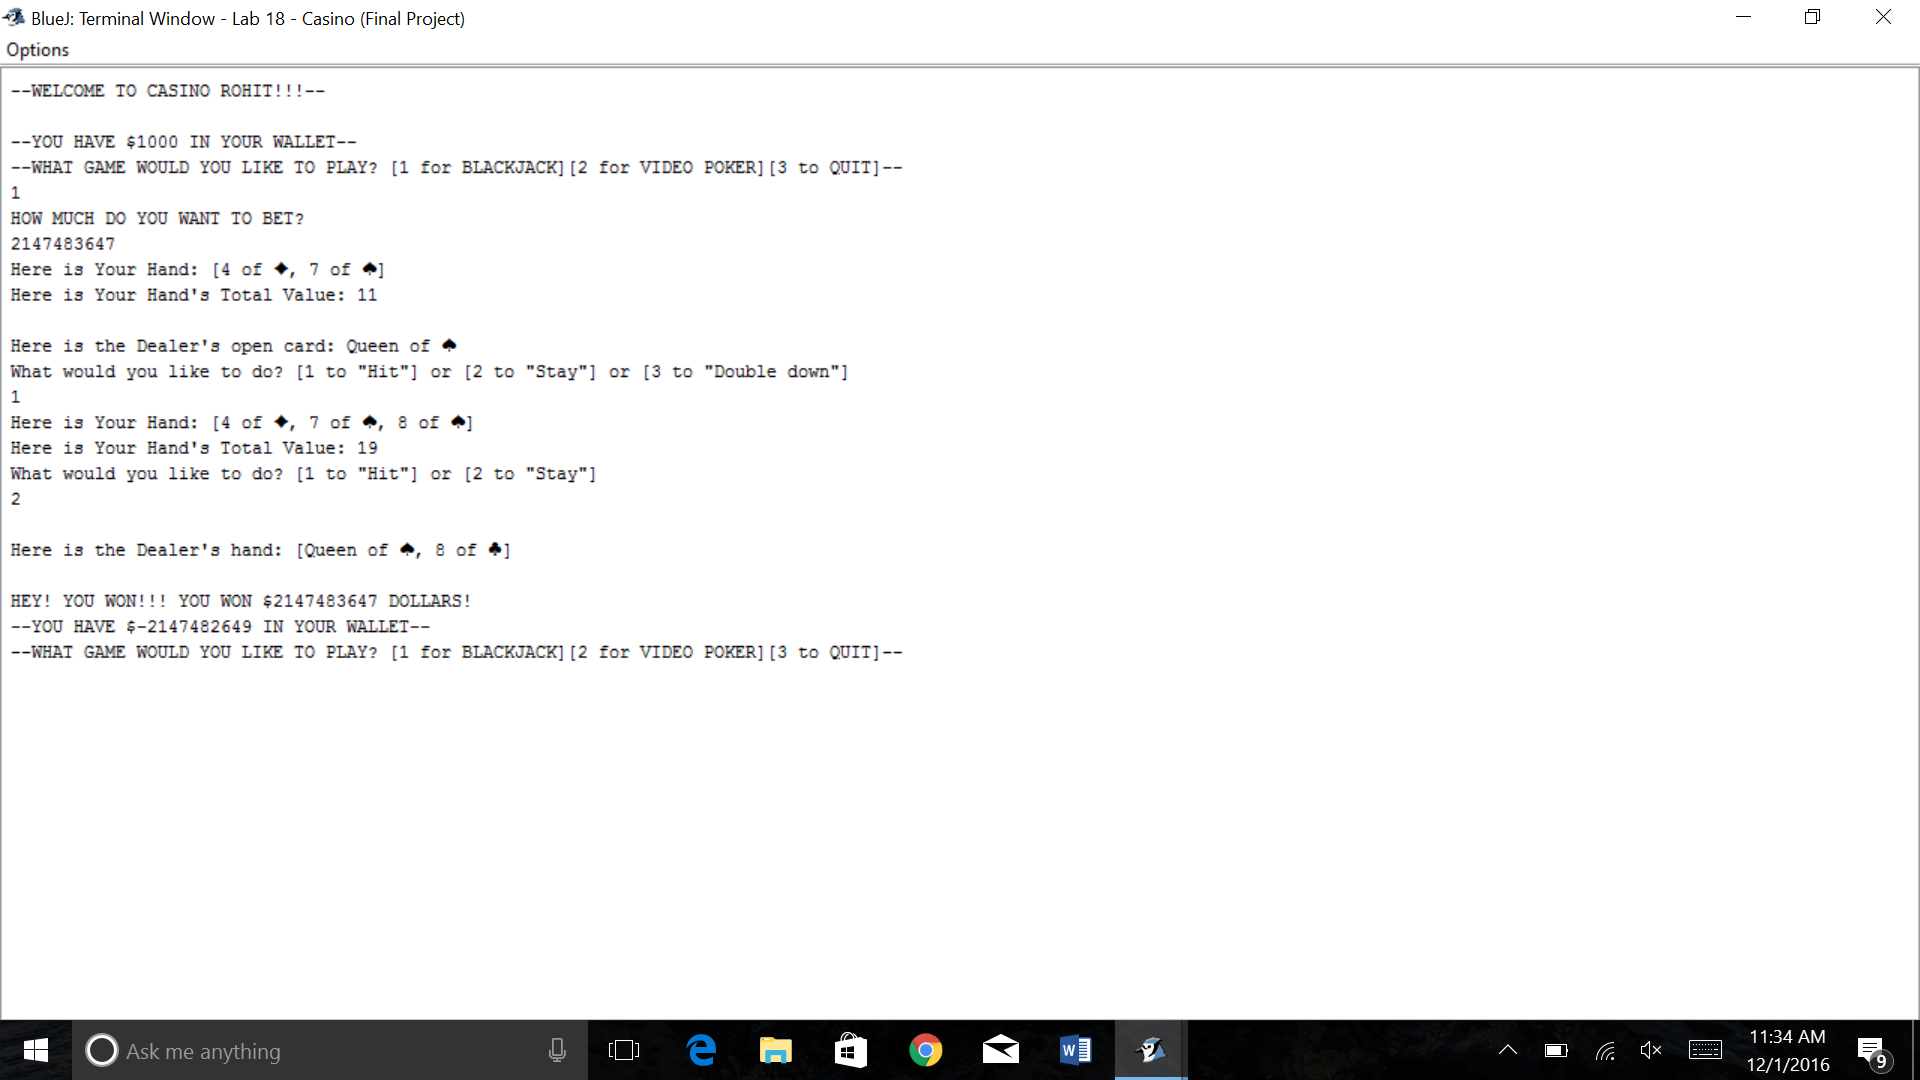 BlueJ: Terminal Window - Lab 18 - Casino (Final Project)
Options
--WELCOME TO CASINO ROHIT!!!--
--YOU HAVE $1000 IN YOUR WALLET--
--WHAT GAME WOULD YOU LIKE TO PLAY? [1 for BLACKJACK][2 for VIDEO POKER][3 to QUIT]--
1
HOW MUCH DO YOU WANT TO BET?
2147483647
Here is Your Hand: [4 of ♦, 7 of ♠]
Here is Your Hand's Total Value: 11
Here is the Dealer's open card: Queen of ♠
What would you like to do? [1 to "Hit"] or [2 to "Stay"] or [3 to "Double down"]
1
Here is Your Hand: [4 of ♦, 7 of ♠, 8 of ♠]
Here is Your Hand's Total Value: 19
What would you like to do? [1 to "Hit"] or [2 to "Stay"]
2
Here is the Dealer's hand: [Queen of ♠, 8 of ♣]
HEY! YOU WON!!! YOU WON $2147483647 DOLLARS!
--YOU HAVE $-2147482649 IN YOUR WALLET--
--WHAT GAME WOULD YOU LIKE TO PLAY? [1 for BLACKJACK][2 for VIDEO POKER][3 to QUIT]--
Ask me anything
11:34 AM
12/1/2016
9